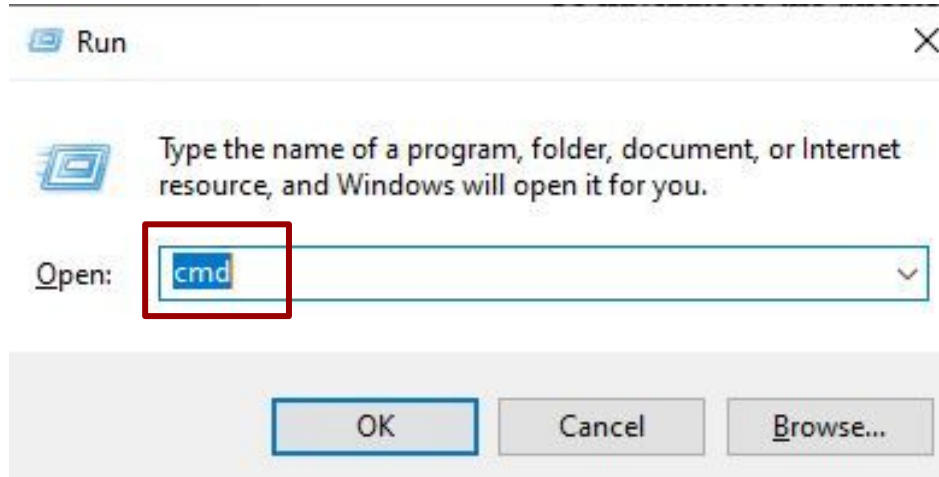 Run
Type the name of a program, folder, document, or Internet
resource, and Windows will open it for you.
Open: cmd
OK Cancel Browse...